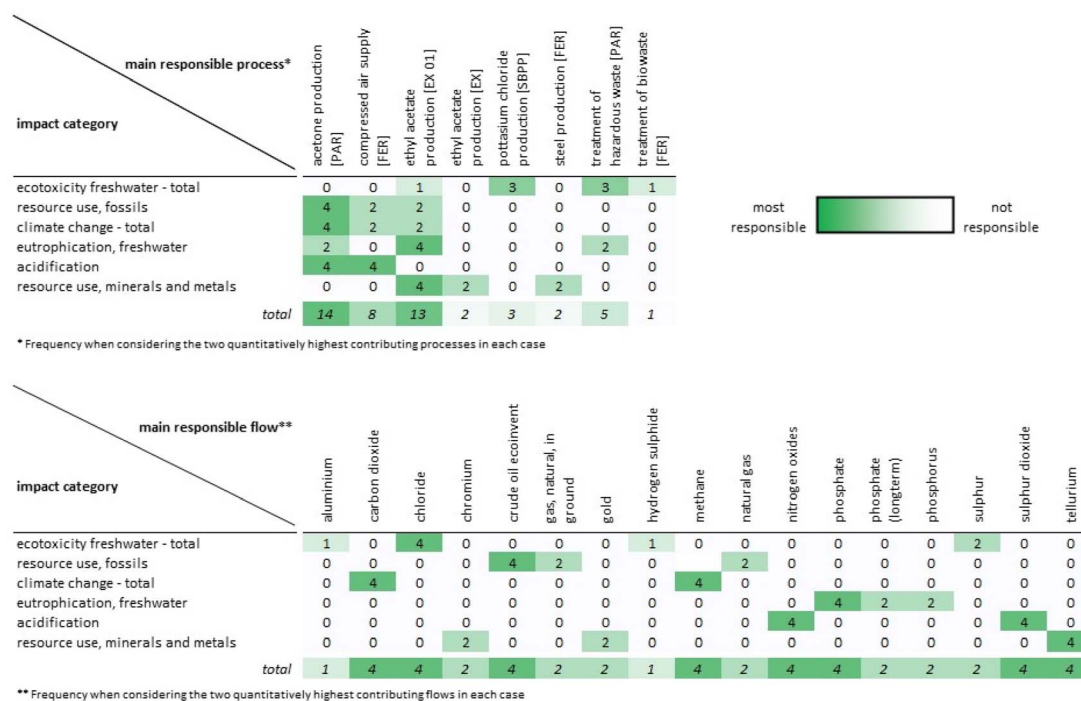 main responsible process*
impact category
acetone production
[PAR]
compressed air supply
[FER]
ethyl acetate
production [EX 01]
ethyl acetate
production [EX]
pottasium chloride
production [SBPP]
steel production [FER]
treatment of
hazardous waste [PAR]
treatment of biowaste
[FER]
ecotoxicity freshwater - total 0 0 1 0 3 0 3 1
resource use, fossils 4 2 2 0 0 0 0 0
climate change - total 4 2 2 0 0 0 0 0
eutrophication, freshwater 2 0 4 0 0 0 2 0
acidification 4 4 0 0 0 0 0 0
resource use, minerals and metals 0 0 4 2 0 2 0 0
total 14 8 13 2 3 2 5 1
most
responsible
not
responsible
* Frequency when considering the two quantitatively highest contributing processes in each case
main responsible flow**
impact category
aluminium
carbon dioxide
chloride
chromium
crude oil ecoinvent
gas, natural, in
ground
gold
hydrogen sulphide
methane
natural gas
nitrogen oxides
phosphate
phosphate
(longterm)
phosphorus
sulphur
sulphur dioxide
tellurium
ecotoxicity freshwater - total 1 0 4 0 0 0 0 1 0 0 0 0 0 0 2 0 0
resource use, fossils 0 0 0 0 4 2 0 0 0 2 0 0 0 0 0 0 0
climate change - total 0 4 0 0 0 0 0 0 4 0 0 0 0 0 0 0 0
eutrophication, freshwater 0 0 0 0 0 0 0 0 0 0 0 4 2 2 0 0 0
acidification 0 0 0 0 0 0 0 0 0 0 4 0 0 0 0 4 0
resource use, minerals and metals 0 0 0 2 0 0 2 0 0 0 0 0 0 0 0 0 4
total 1 4 4 2 4 2 2 1 4 2 4 4 2 2 2 4 4
** Frequency when considering the two quantitatively highest contributing flows in each case